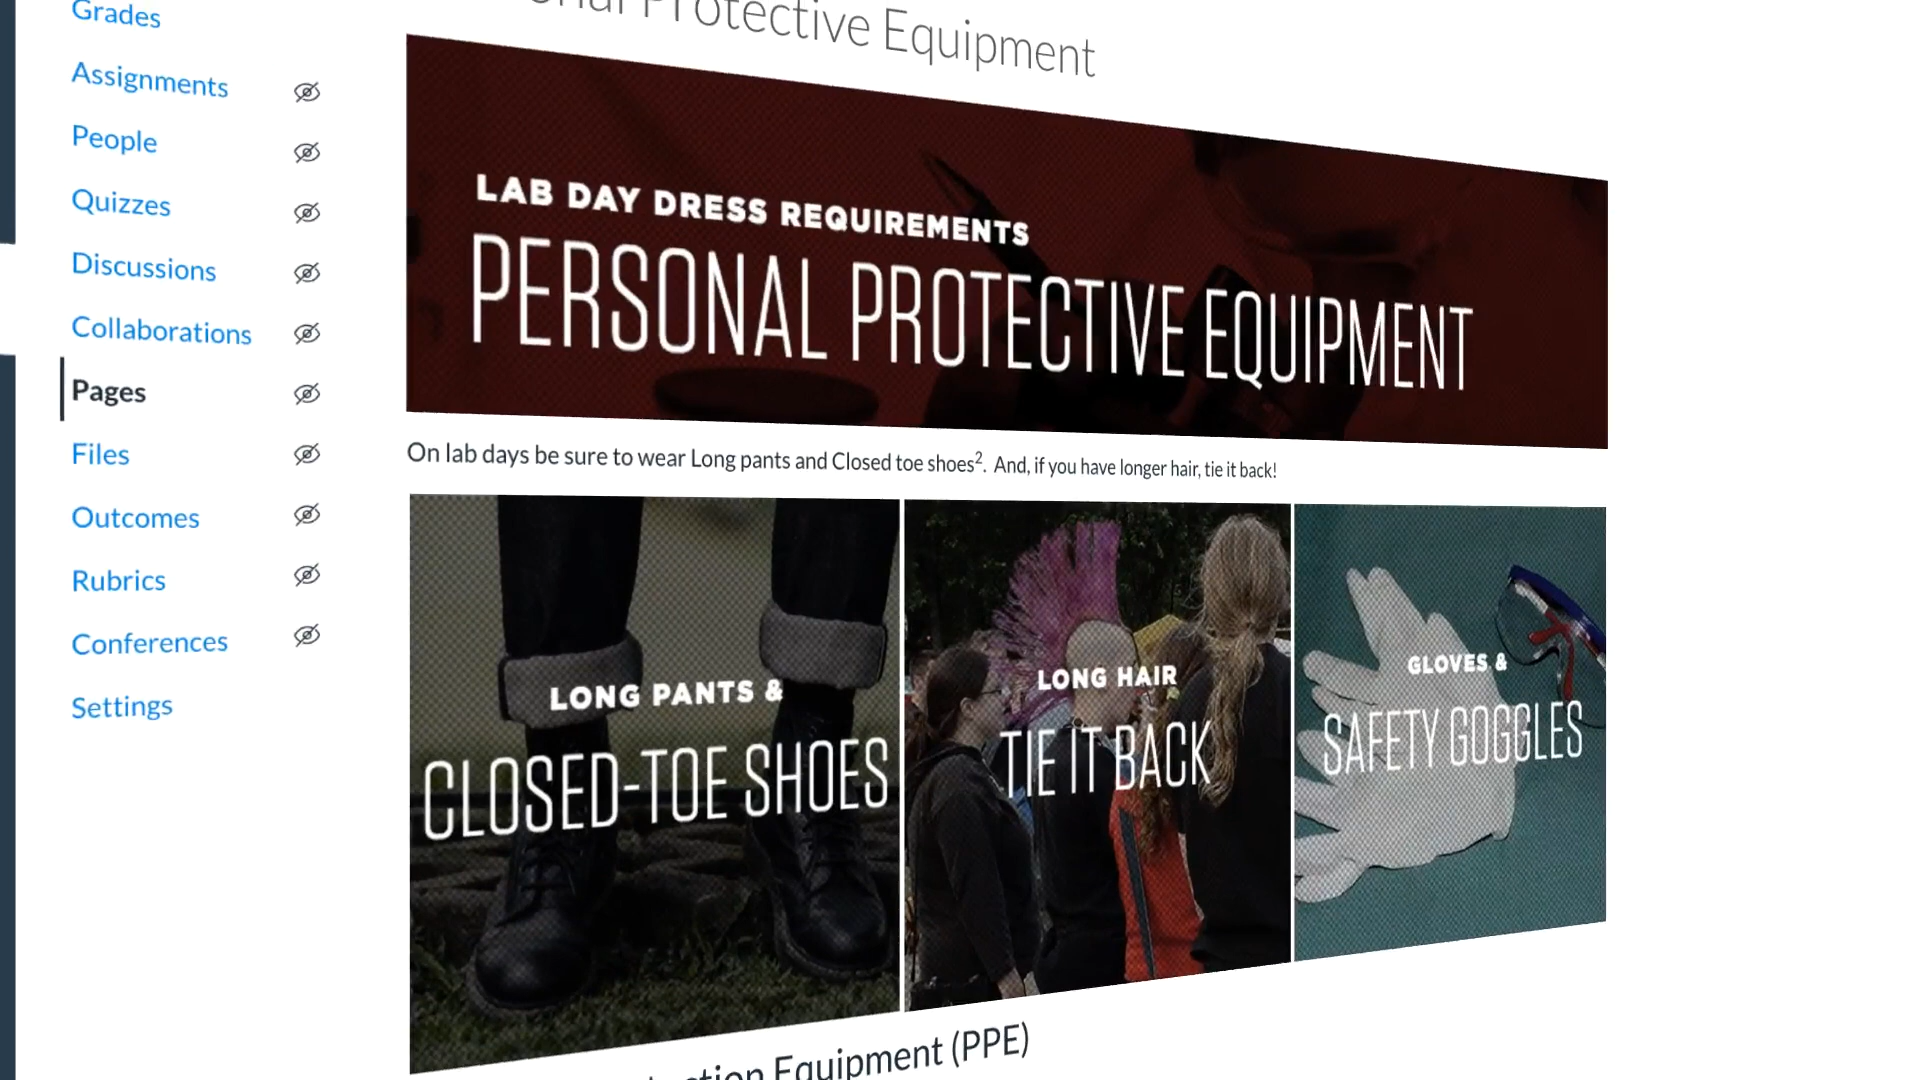 Grades
Assignments
People
Quizzes
Discussions
Collaborations
Pages
Files
Outcomes
Rubrics
Conferences
Settings
Protective Equipment
LAB DAY DRESS REQUIREMENTS
PERSONAL PROTECTIVE EQUIPMENT
On lab days be sure to wear Long pants and Closed toe shoes². And, if you have longer hair, tie it back!
LONG PANTS &
CLOSED-TOE SHOES
LONG HAIR
TIE IT BACK
GLOVES &
SAFETY GOGGLES
Equipment (PPE)